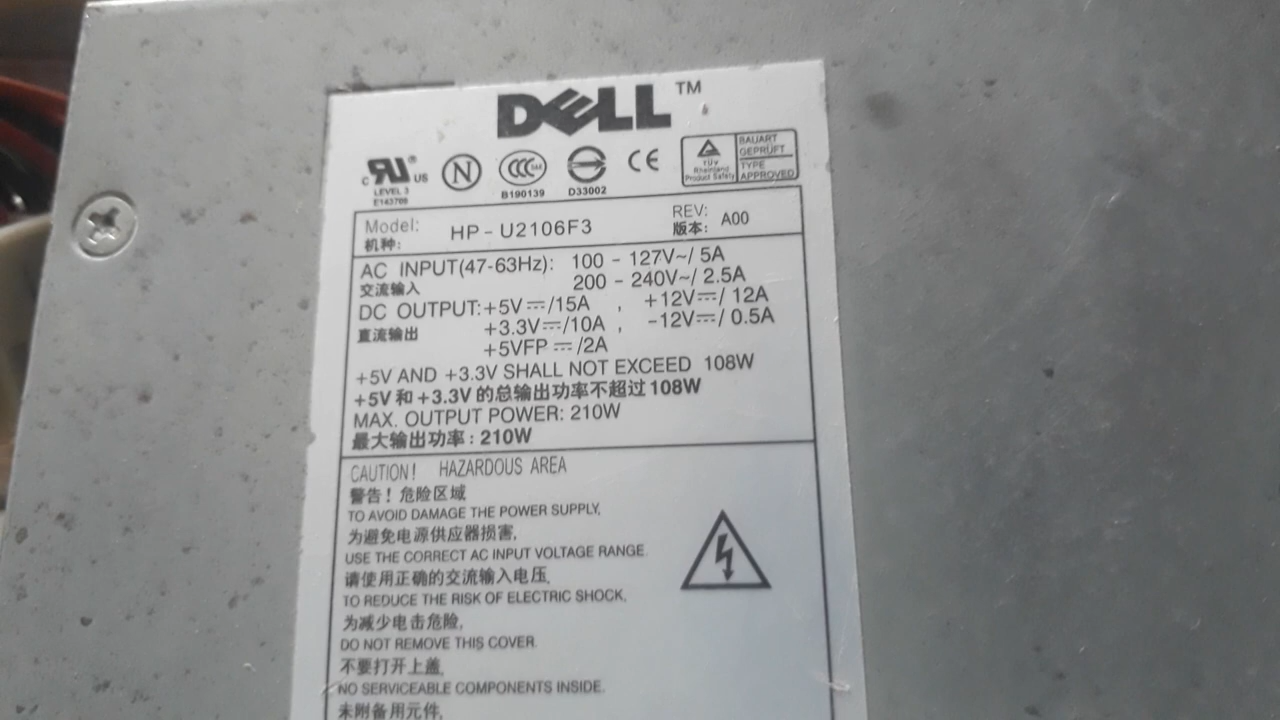 DELL™
c RU® US
LEVEL 3
E143708
N
CCC S&E
B190139
D33002
CE
TÜV
Rheinland
Product Safety
BAUART
GEPRÜFT
TYPE
APPROVED
Model: HP - U2106F3 REV: A00
机种: 版本:
AC INPUT(47-63Hz): 100 - 127V~/ 5A
交流输入 200 - 240V~/ 2.5A
DC OUTPUT: +5V⎓/15A , +12V⎓/ 12A
直流输出 +3.3V⎓/10A , -12V⎓/ 0.5A
+5VFP ⎓/2A
+5V AND +3.3V SHALL NOT EXCEED 108W
+5V 和 +3.3V 的总输出功率不超过108W
MAX. OUTPUT POWER: 210W
最大输出功率: 210W
CAUTION! HAZARDOUS AREA
警告! 危险区域
TO AVOID DAMAGE THE POWER SUPPLY,
为避免电源供应器损害,
USE THE CORRECT AC INPUT VOLTAGE RANGE.
请使用正确的交流输入电压,
TO REDUCE THE RISK OF ELECTRIC SHOCK,
为减少电击危险,
DO NOT REMOVE THIS COVER.
不要打开上盖,
NO SERVICEABLE COMPONENTS INSIDE.
未附备用元件,